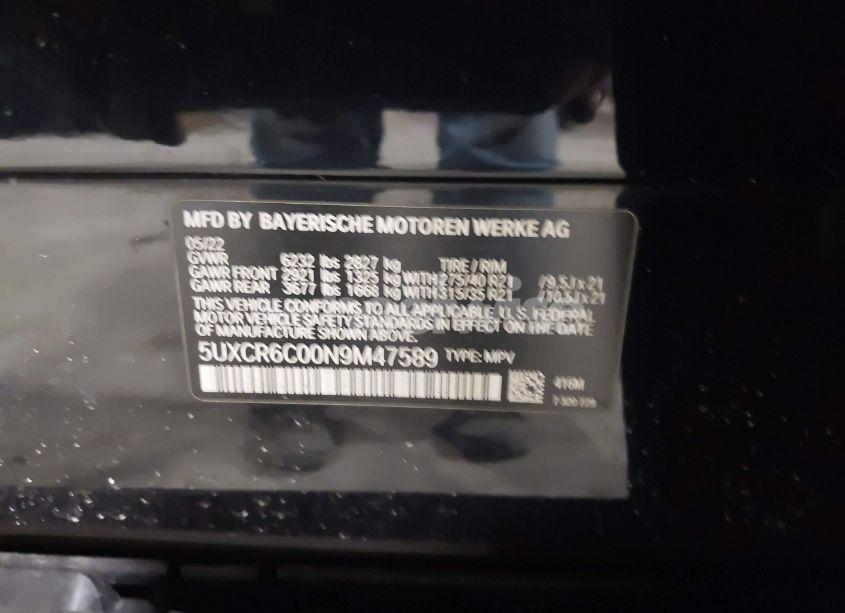 MFD BY BAYERISCHE MOTOREN WERKE AG
05/22
GVWR 6232 lbs 2827 kg TIRE / RIM
GAWR FRONT 2921 lbs 1325 kg WITH 275/40 R21 / 9.5J x 21
GAWR REAR 3677 lbs 1668 kg WITH 315/35 R21 / 10.5J x 21
THIS VEHICLE CONFORMS TO ALL APPLICABLE U.S. FEDERAL
MOTOR VEHICLE SAFETY STANDARDS IN EFFECT ON THE DATE
OF MANUFACTURE SHOWN ABOVE.
5UXCR6C00N9M47589 TYPE: MPV